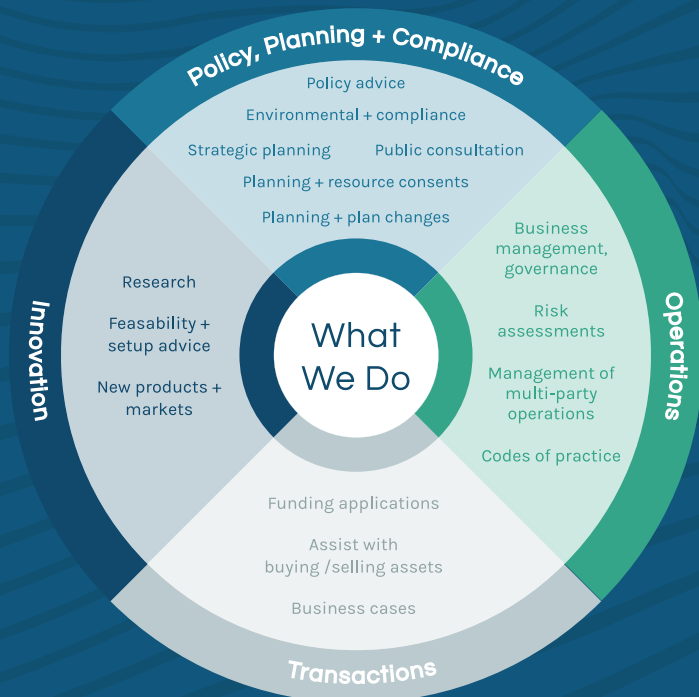 Policy, Planning + Compliance
Policy advice
Environmental + compliance
Strategic planning
Public consultation
Planning + resource consents
Planning + plan changes
Operations
Business
management,
governance
Risk
assessments
Management of
multi-party
operations
Codes of practice
Innovation
Research
Feasability +
setup advice
New products +
markets
What
We Do
Funding applications
Assist with
buying /selling assets
Business cases
Transactions